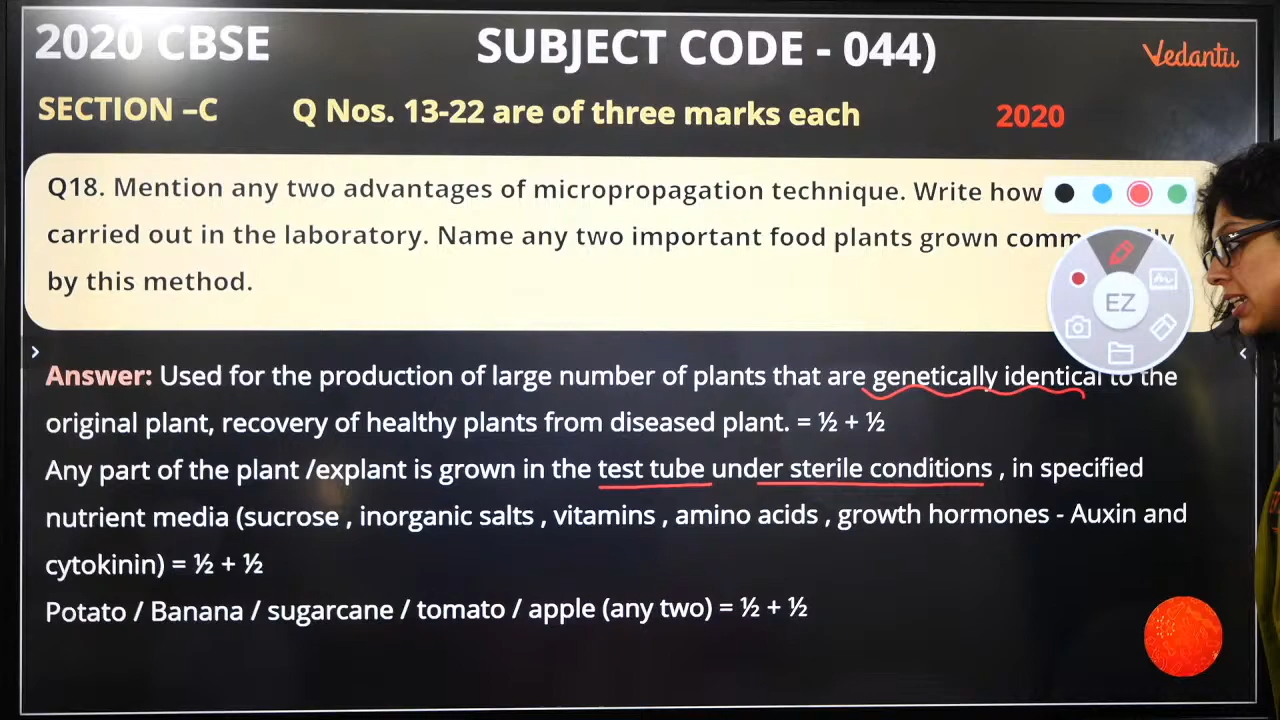 2020 CBSE SUBJECT CODE - 044) Vedantu
SECTION –C Q Nos. 13-22 are of three marks each 2020
Q18. Mention any two advantages of micropropagation technique. Write how
carried out in the laboratory. Name any two important food plants grown
by this method.
EZ
Answer: Used for the production of large number of plants that are genetically identical to the
original plant, recovery of healthy plants from diseased plant. = ½ + ½
Any part of the plant /explant is grown in the test tube under sterile conditions , in specified
nutrient media (sucrose , inorganic salts , vitamins , amino acids , growth hormones - Auxin and
cytokinin) = ½ + ½
Potato / Banana / sugarcane / tomato / apple (any two) = ½ + ½